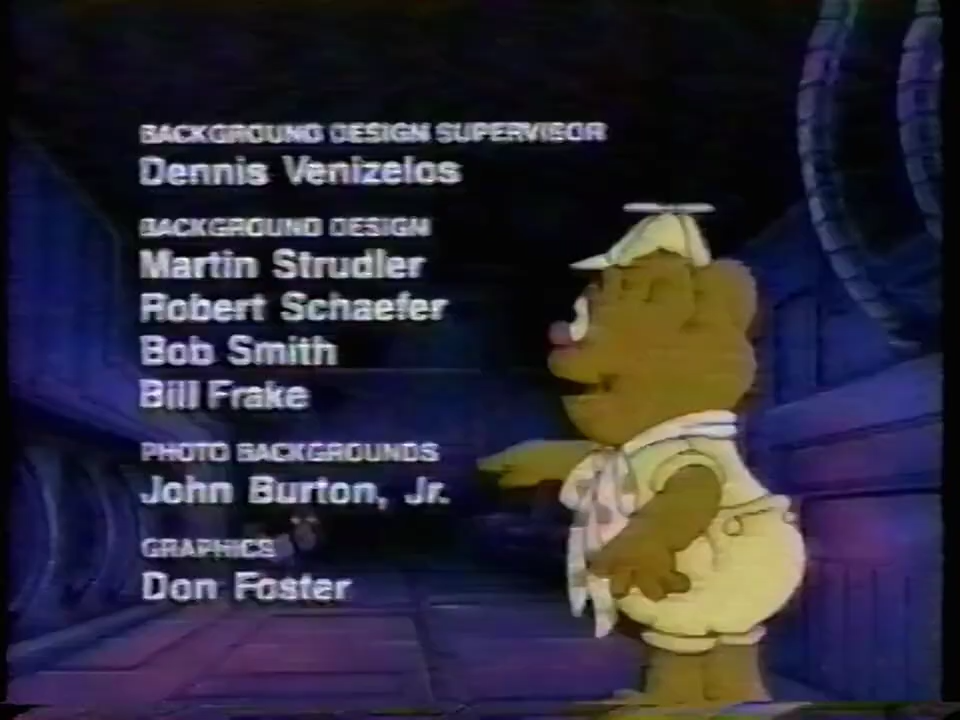 BACKGROUND DESIGN SUPERVISOR
Dennis Venizelos
BACKGROUND DESIGN
Martin Strudler
Robert Schaefer
Bob Smith
Bill Frake
PHOTO BACKGROUNDS
John Burton, Jr.
GRAPHICS
Don Foster